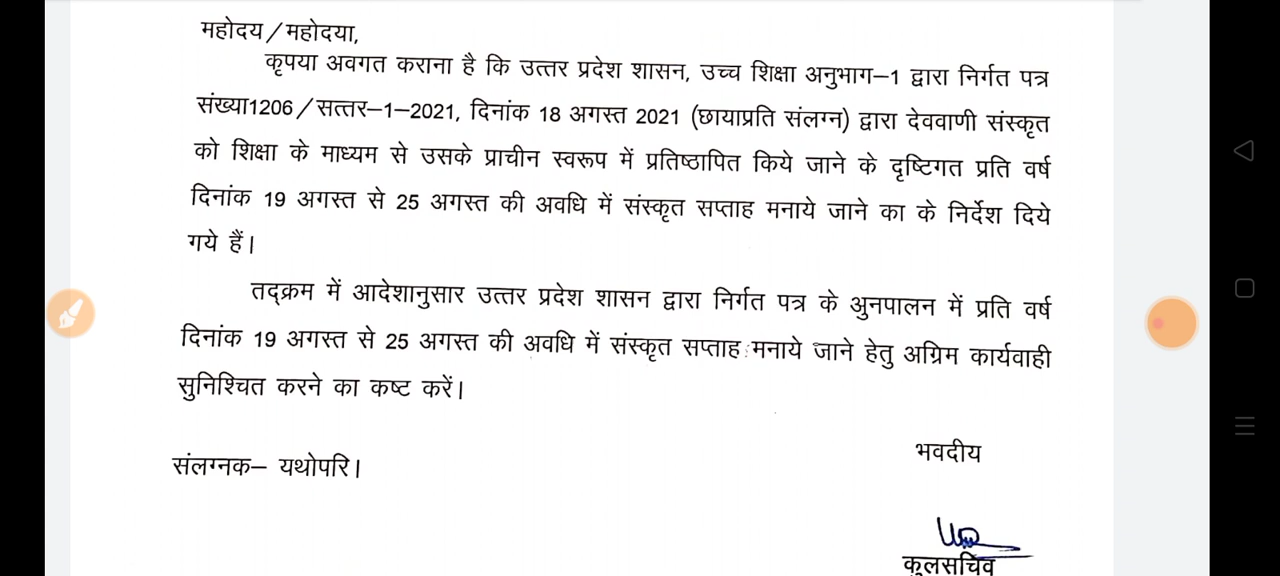 महोदय/महोदया,
कृपया अवगत कराना है कि उत्तर प्रदेश शासन, उच्च शिक्षा अनुभाग–1 द्वारा निर्गत पत्र
संख्या1206/सत्तर–1–2021, दिनांक 18 अगस्त 2021 (छायाप्रति संलग्न) द्वारा देववाणी संस्कृत
को शिक्षा के माध्यम से उसके प्राचीन स्वरूप में प्रतिष्ठापित किये जाने के दृष्टिगत प्रति वर्ष
दिनांक 19 अगस्त से 25 अगस्त की अवधि में संस्कृत सप्ताह मनाये जाने का के निर्देश दिये
गये हैं।
तद्क्रम में आदेशानुसार उत्तर प्रदेश शासन द्वारा निर्गत पत्र के अुनपालन में प्रति वर्ष
दिनांक 19 अगस्त से 25 अगस्त की अवधि में संस्कृत सप्ताह मनाये जाने हेतु अग्रिम कार्यवाही
सुनिश्चित करने का कष्ट करें।
संलग्नक– यथोपरि।
भवदीय
कुलसचिव